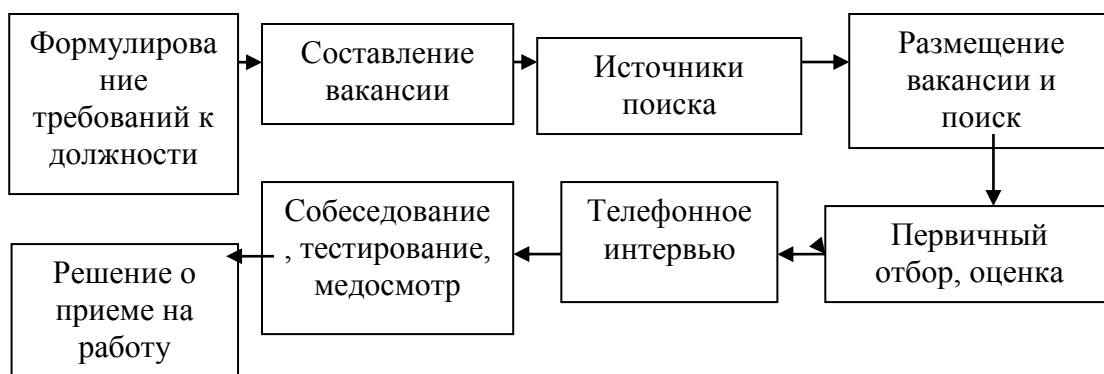 Формулирова
ние
требований к
должности
Составление
вакансии
Источники
поиска
Размещение
вакансии и
поиск
Первичный
отбор, оценка
Телефонное
интервью
Собеседование
, тестирование,
медосмотр
Решение о
приеме на
работу